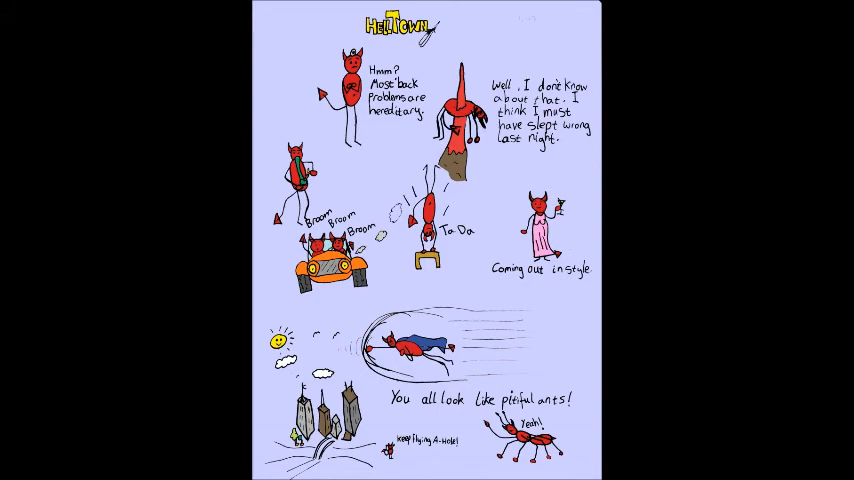 HellTown
Hmm?
Most back
problems are
hereditary.
Well, I don't know
about that. I
think I must
have slept wrong
last night.
Broom
Broom
Broom
Ta Da
Coming out in style.
You all look like pitiful ants!
Yeah!
Keep flying A-Hole!